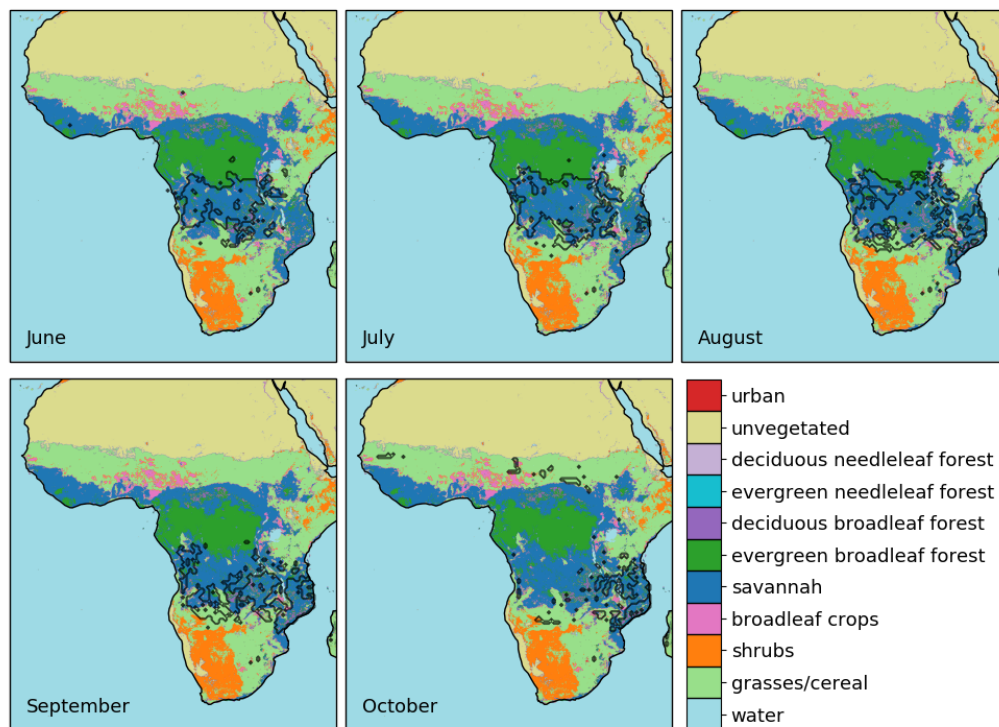 June
July
August
September
October
urban
unvegetated
deciduous needleleaf forest
evergreen needleleaf forest
deciduous broadleaf forest
evergreen broadleaf forest
savannah
broadleaf crops
shrubs
grasses/cereal
water